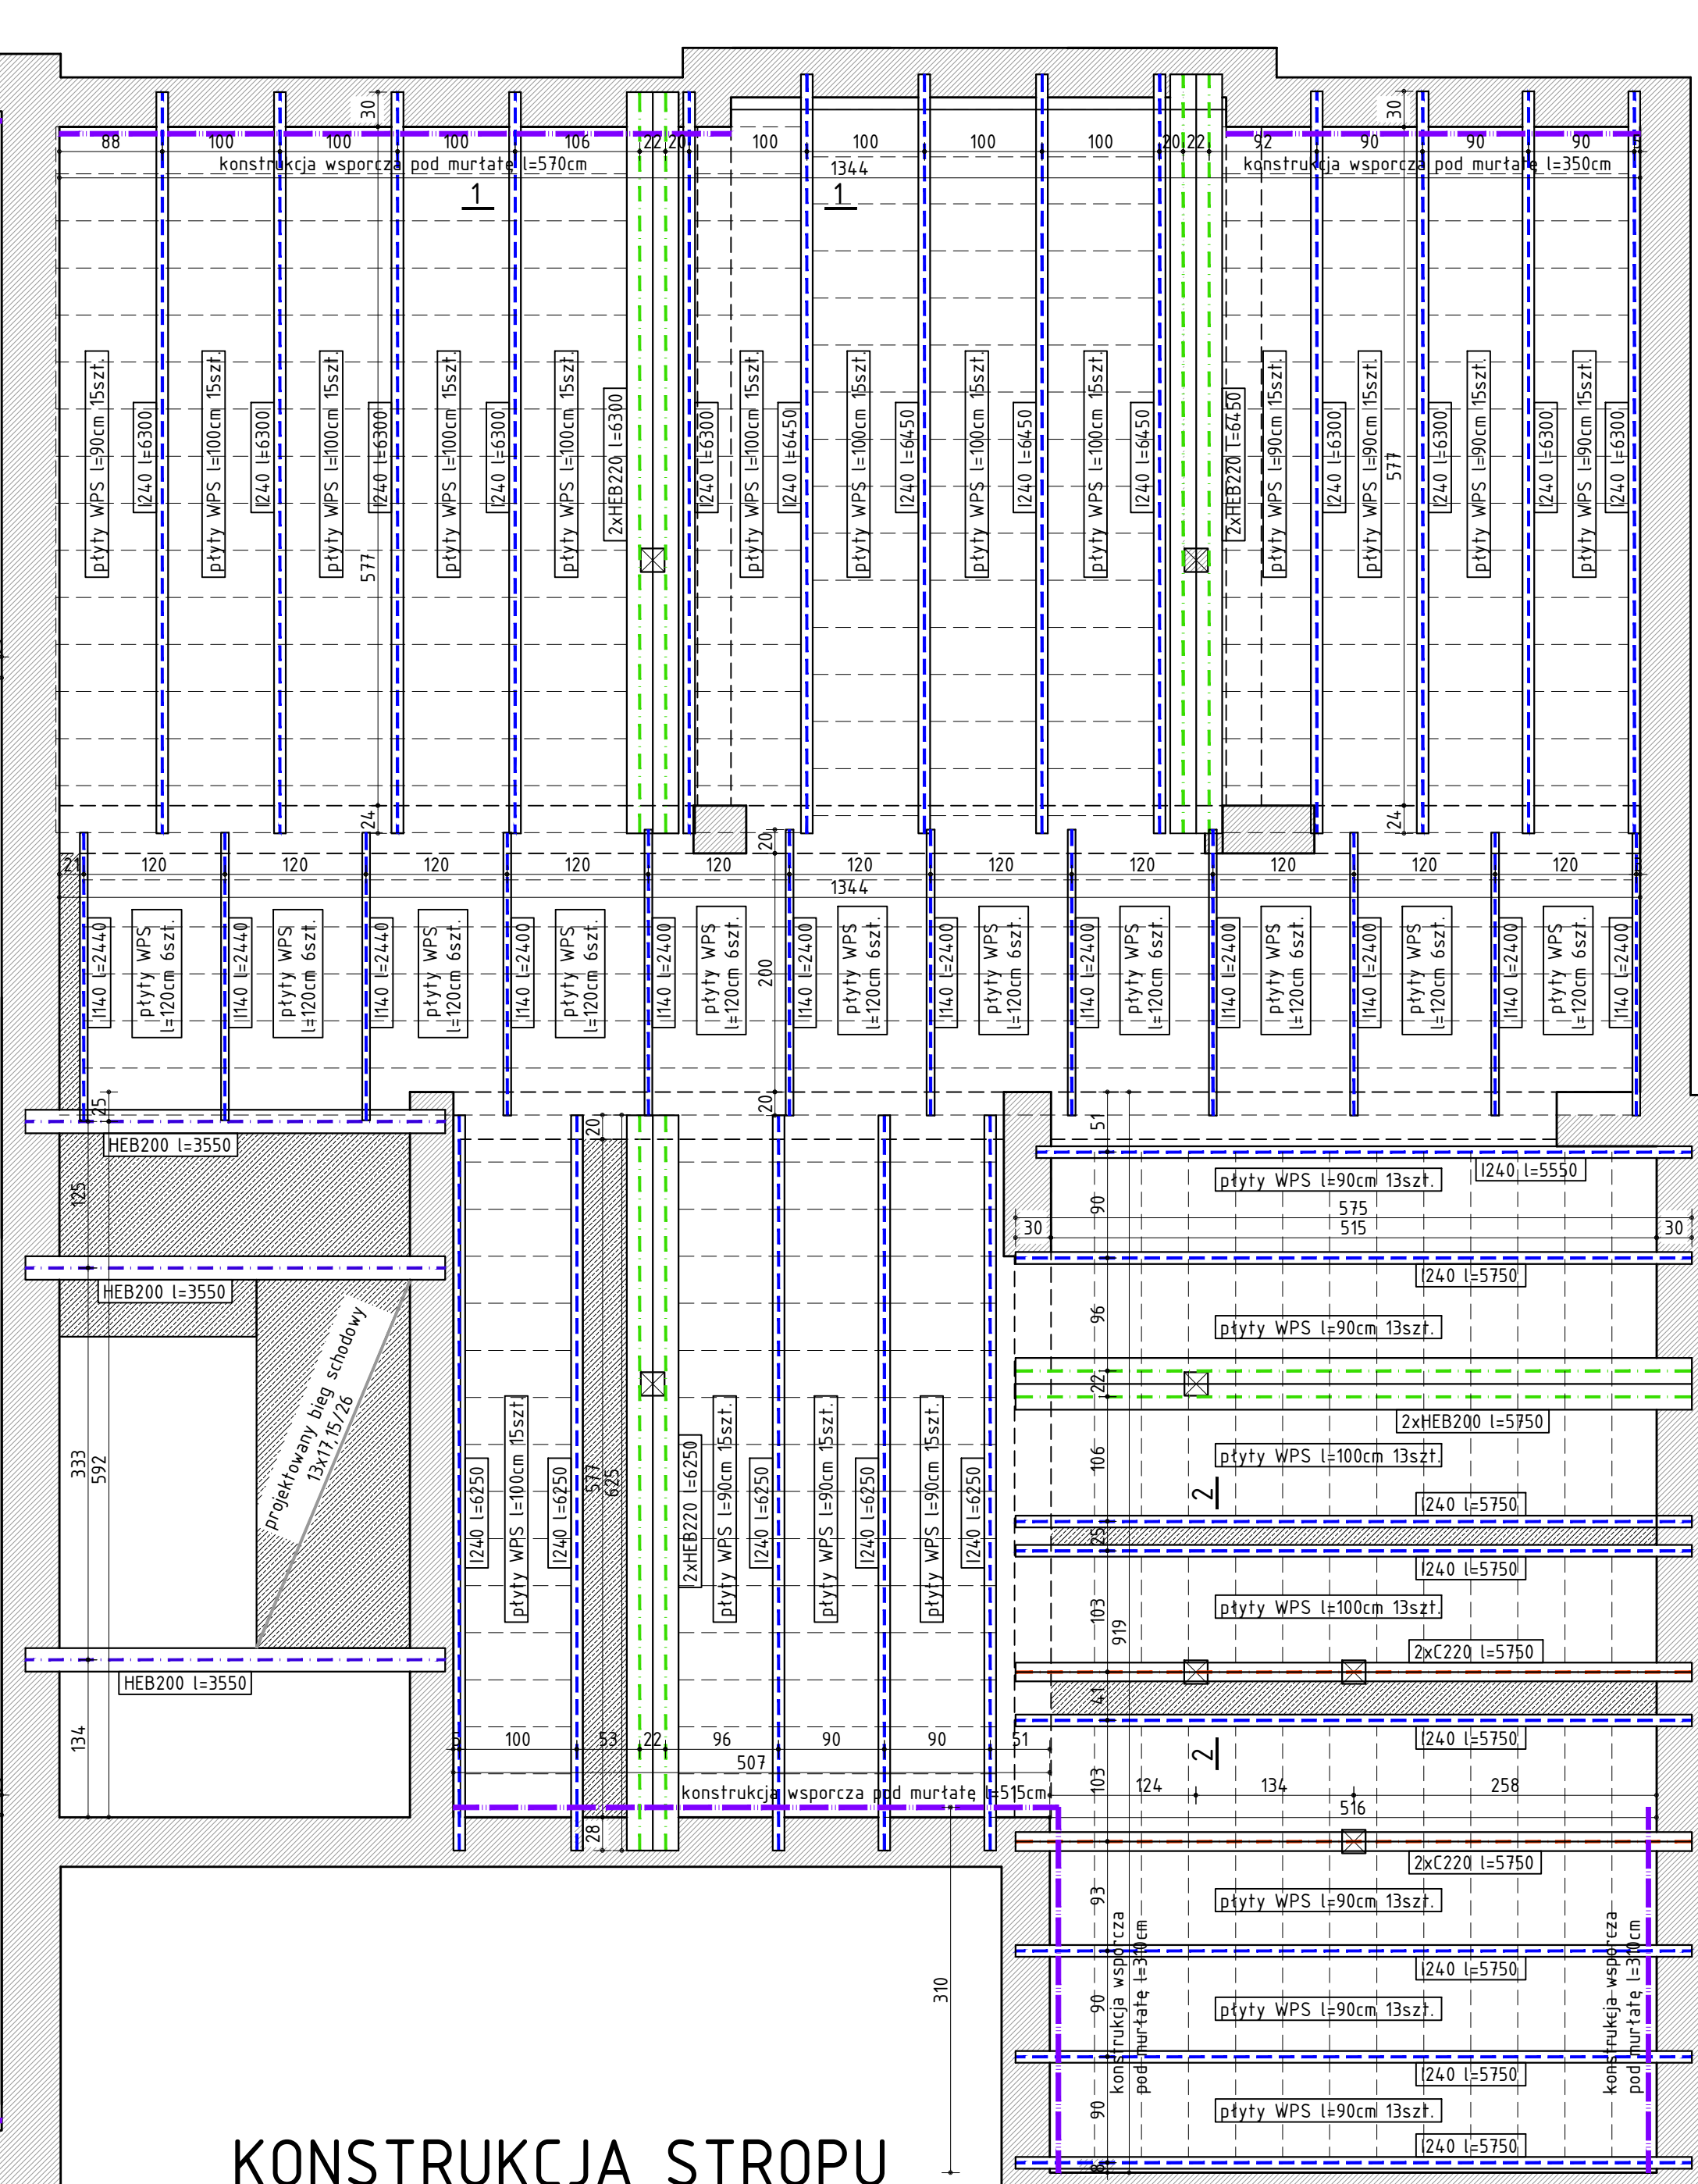 30
30
88 100 100 100 106 22 20 100 100 100 100 20 22 92 90 90 90
konstrukcja wsporcza pod murłatę l=570cm
1344
konstrukcja wsporcza pod murłatę l=350cm
1
1
płyty WPS l=90cm 15szt.
I240 l=6300
płyty WPS l=100cm 15szt.
I240 l=6300
płyty WPS l=100cm 15szt.
I240 l=6300
577
płyty WPS l=100cm 15szt.
I240 l=6300
płyty WPS l=100cm 15szt.
2xHEB220 l=6300
I240 l=6300
płyty WPS l=100cm 15szt.
I240 l=6450
płyty WPS l=100cm 15szt.
I240 l=6450
płyty WPS l=100cm 15szt.
I240 l=6450
płyty WPS l=100cm 15szt.
I240 l=6450
2xHEB220 l=6450
płyty WPS l=90cm 15szt.
I240 l=6300
płyty WPS l=90cm 15szt.
577
I240 l=6300
płyty WPS l=90cm 15szt.
I240 l=6300
płyty WPS l=90cm 15szt.
I240 l=6300
24
24
20
21 120 120 120 120 120 120 120 120 120 120 120
1344
I140 l=2440
płyty WPS
l=120cm 6szt.
I140 l=2440
płyty WPS
l=120cm 6szt.
I140 l=2440
płyty WPS
l=120cm 6szt.
I140 l=2400
płyty WPS
l=120cm 6szt.
I140 l=2400
płyty WPS
l=120cm 6szt.
200
I140 l=2400
płyty WPS
l=120cm 6szt.
I140 l=2400
płyty WPS
l=120cm 6szt.
I140 l=2400
płyty WPS
l=120cm 6szt.
I140 l=2400
płyty WPS
l=120cm 6szt.
I140 l=2400
płyty WPS
l=120cm 6szt.
I140 l=2400
płyty WPS
l=120cm 6szt.
I140 l=2400
25
20
20
51
HEB200 l=3550
125
HEB200 l=3550
projektowany bieg schodowy
13x17,15/26
333
592
HEB200 l=3550
134
I240 l=6250
płyty WPS l=100cm 15szt
I240 l=6250
577
625
2xHEB220 l=6250
płyty WPS l=90cm 15szt.
I240 l=6250
płyty WPS l=90cm 15szt.
I240 l=6250
płyty WPS l=90cm 15szt.
I240 l=6250
100 53 22 96 90 90 51
507
konstrukcja wsporcza pod murłatę l=515cm
28
310
I240 l=5550
płyty WPS l=90cm 13szt.
90
575
30 515 30
I240 l=5750
96
płyty WPS l=90cm 13szt.
22
2xHEB200 l=5750
106
płyty WPS l=100cm 13szt.
2
I240 l=5750
25
I240 l=5750
103
płyty WPS l=100cm 13szt.
919
2xC220 l=5750
41
I240 l=5750
2
103
124 134 258
516
2xC220 l=5750
93
płyty WPS l=90cm 13szt.
konstrukcja wsporcza
pod murłatę l=310cm
konstrukcja wsporcza
pod murłatę l=310cm
I240 l=5750
90
płyty WPS l=90cm 13szt.
I240 l=5750
90
płyty WPS l=90cm 13szt.
I240 l=5750
8
KONSTRUKCJA STROPU